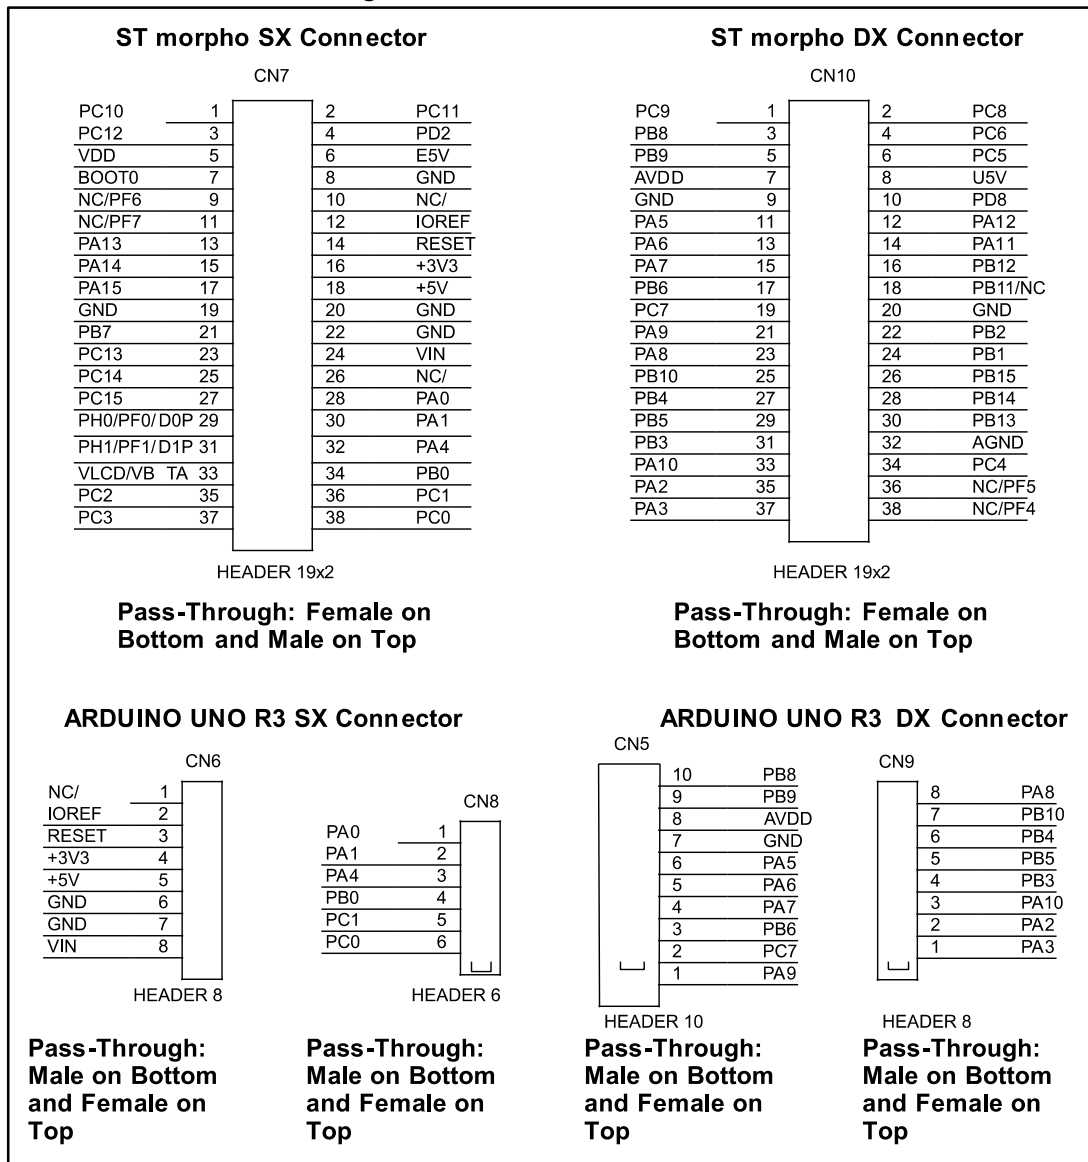 ST morpho SX Connector
CN7
PC10 1 2 PC11
PC12 3 4 PD2
VDD 5 6 E5V
BOOT0 7 8 GND
NC/PF6 9 10 NC/
NC/PF7 11 12 IOREF
PA13 13 14 RESET
PA14 15 16 +3V3
PA15 17 18 +5V
GND 19 20 GND
PB7 21 22 GND
PC13 23 24 VIN
PC14 25 26 NC/
PC15 27 28 PA0
PH0/PF0/D0P 29 30 PA1
PH1/PF1/D1P 31 32 PA4
VLCD/VB TA 33 34 PB0
PC2 35 36 PC1
PC3 37 38 PC0
HEADER 19x2
Pass-Through: Female on
Bottom and Male on Top
ST morpho DX Connector
CN10
PC9 1 2 PC8
PB8 3 4 PC6
PB9 5 6 PC5
AVDD 7 8 U5V
GND 9 10 PD8
PA5 11 12 PA12
PA6 13 14 PA11
PA7 15 16 PB12
PB6 17 18 PB11/NC
PC7 19 20 GND
PA9 21 22 PB2
PA8 23 24 PB1
PB10 25 26 PB15
PB4 27 28 PB14
PB5 29 30 PB13
PB3 31 32 AGND
PA10 33 34 PC4
PA2 35 36 NC/PF5
PA3 37 38 NC/PF4
HEADER 19x2
Pass-Through: Female on
Bottom and Male on Top
ARDUINO UNO R3 SX Connector
CN6
NC/ 1
IOREF 2
RESET 3
+3V3 4
+5V 5
GND 6
GND 7
VIN 8
HEADER 8
Pass-Through:
Male on Bottom
and Female on
Top
CN8
PA0 1
PA1 2
PA4 3
PB0 4
PC1 5
PC0 6
HEADER 6
Pass-Through:
Male on Bottom
and Female on
Top
ARDUINO UNO R3 DX Connector
CN5
10 PB8
9 PB9
8 AVDD
7 GND
6 PA5
5 PA6
4 PA7
3 PB6
2 PC7
1 PA9
HEADER 10
Pass-Through:
Male on Bottom
and Female on
Top
CN9
8 PA8
7 PB10
6 PB4
5 PB5
4 PB3
3 PA10
2 PA2
1 PA3
HEADER 8
Pass-Through:
Male on Bottom
and Female on
Top